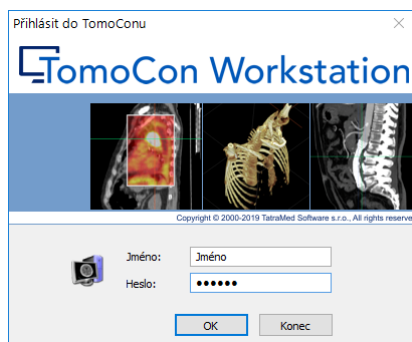 Přihlásit do TomoConu
TomoCon Workstation
Copyright © 2000-2019 TatraMed Software s.r.o., All rights reserve
Jméno: Jméno
Heslo: ●●●●●●
OK Konec